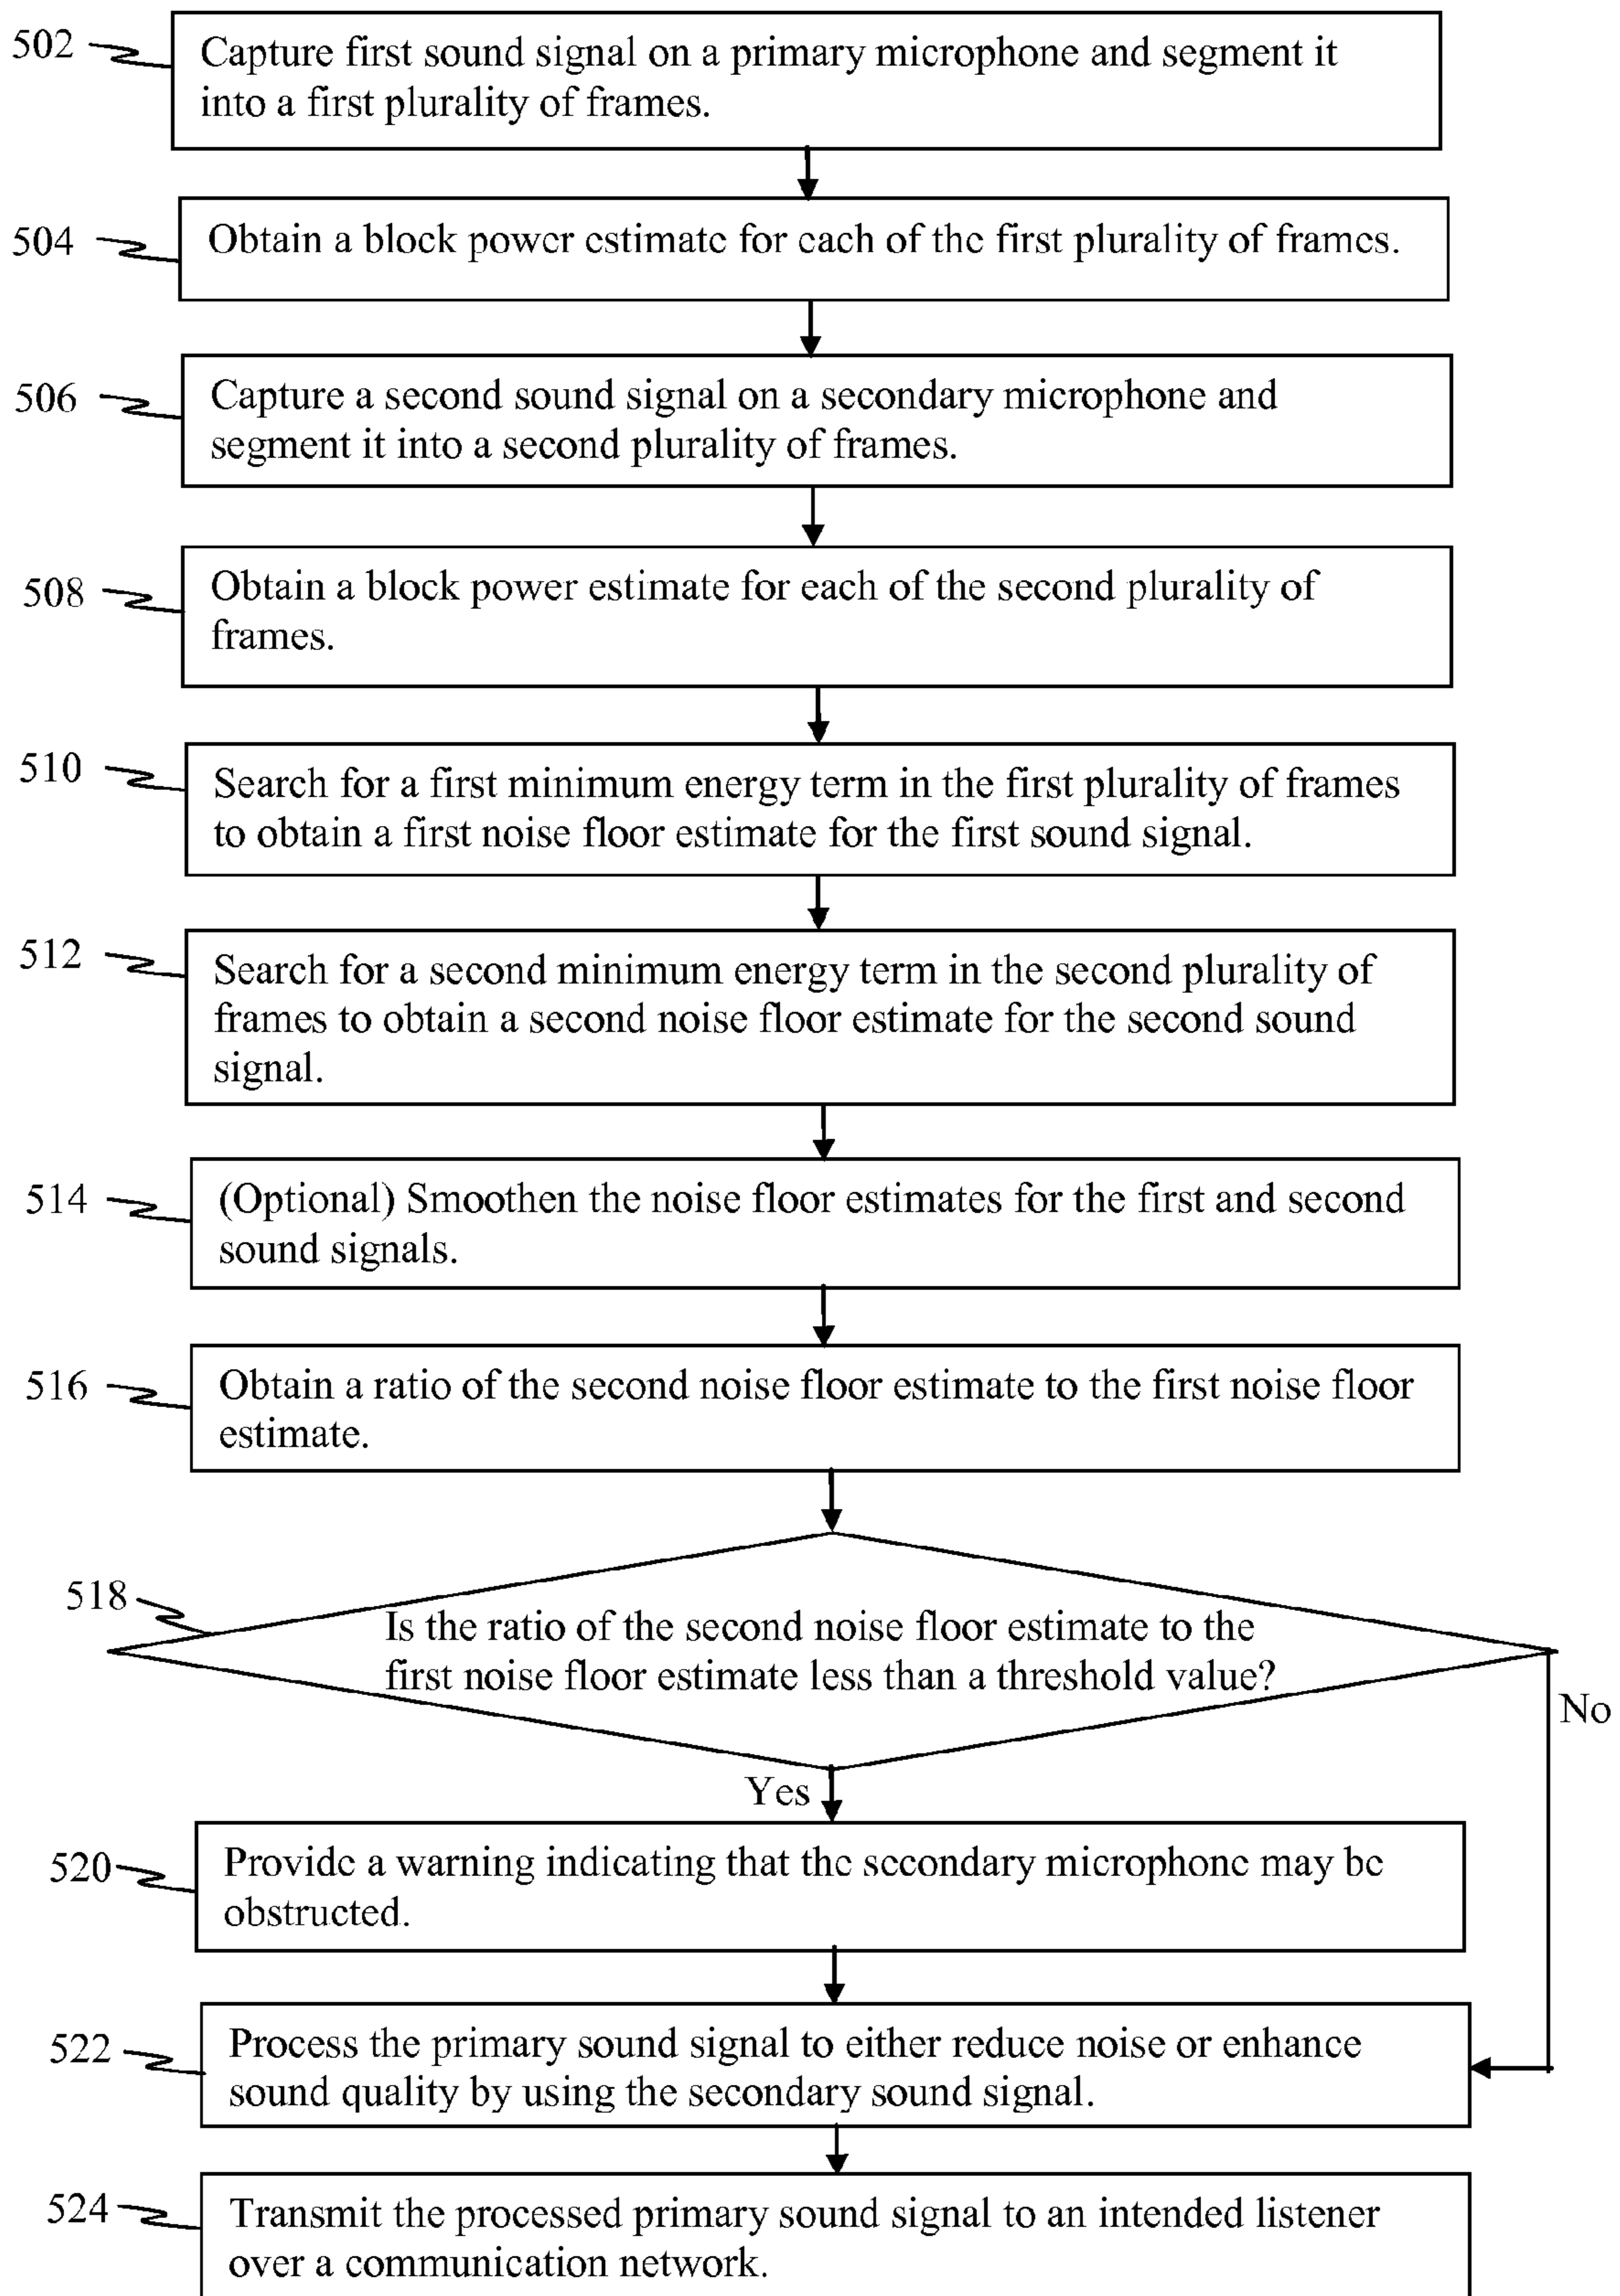 502
Capture first sound signal on a primary microphone and segment it
into a first plurality of frames.
504
Obtain a block power estimate for each of the first plurality of frames.
506
Capture a second sound signal on a secondary microphone and
segment it into a second plurality of frames.
508
Obtain a block power estimate for each of the second plurality of
frames.
510
Search for a first minimum energy term in the first plurality of frames
to obtain a first noise floor estimate for the first sound signal.
512
Search for a second minimum energy term in the second plurality of
frames to obtain a second noise floor estimate for the second sound
signal.
514
(Optional) Smoothen the noise floor estimates for the first and second
sound signals.
516
Obtain a ratio of the second noise floor estimate to the first noise floor
estimate.
518
Is the ratio of the second noise floor estimate to the
first noise floor estimate less than a threshold value?
No
Yes
520
Provide a warning indicating that the secondary microphone may be
obstructed.
522
Process the primary sound signal to either reduce noise or enhance
sound quality by using the secondary sound signal.
524
Transmit the processed primary sound signal to an intended listener
over a communication network.